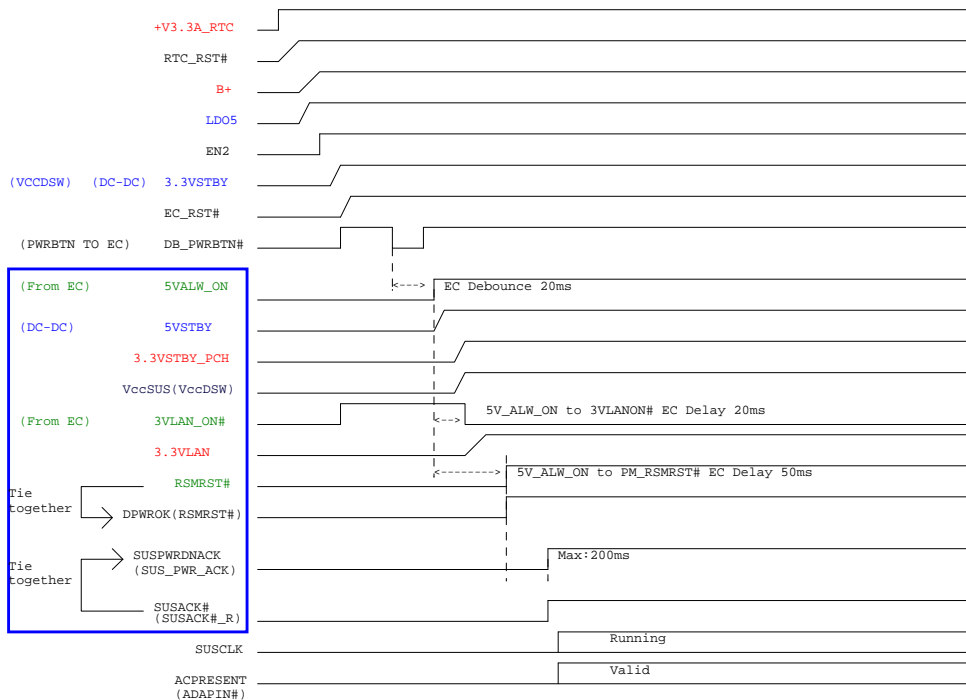 +V3.3A_RTC
RTC_RST#
B+
LDO5
EN2
(VCCDSW) (DC-DC) 3.3VSTBY
EC_RST#
(PWRBTN TO EC) DB_PWRBTN#
(From EC) 5VALW_ON <---> EC Debounce 20ms
(DC-DC) 5VSTBY
3.3VSTBY_PCH
VccSUS(VccDSW)
(From EC) 3VLAN_ON# 5V_ALW_ON to 3VLANON# EC Delay 20ms
3.3VLAN
5V_ALW_ON to PM_RSMRST# EC Delay 50ms
RSMRST#
Tie
together
DPWROK(RSMRST#)
SUSPWRDNACK
(SUS_PWR_ACK)
Max:200ms
Tie
together
SUSACK#
(SUSACK#_R)
SUSCLK Running
ACPRESENT
(ADAPIN#)
Valid